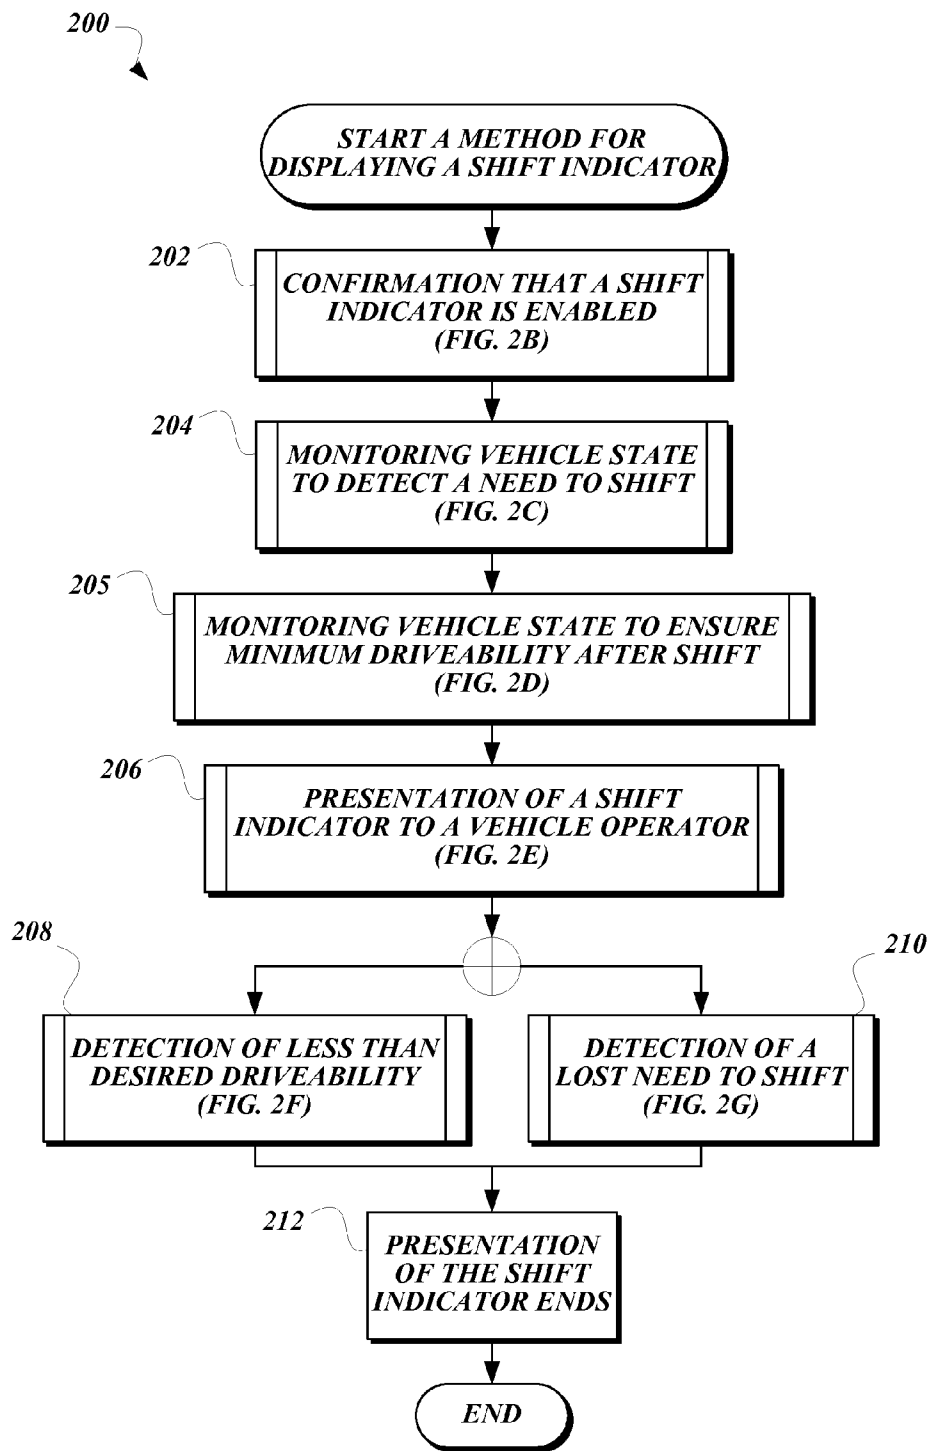 200
START A METHOD FOR
DISPLAYING A SHIFT INDICATOR
202
CONFIRMATION THAT A SHIFT
INDICATOR IS ENABLED
(FIG. 2B)
204
MONITORING VEHICLE STATE
TO DETECT A NEED TO SHIFT
(FIG. 2C)
205
MONITORING VEHICLE STATE TO ENSURE
MINIMUM DRIVEABILITY AFTER SHIFT
(FIG. 2D)
206
PRESENTATION OF A SHIFT
INDICATOR TO A VEHICLE OPERATOR
(FIG. 2E)
208
DETECTION OF LESS THAN
DESIRED DRIVEABILITY
(FIG. 2F)
210
DETECTION OF A
LOST NEED TO SHIFT
(FIG. 2G)
212
PRESENTATION
OF THE SHIFT
INDICATOR ENDS
END